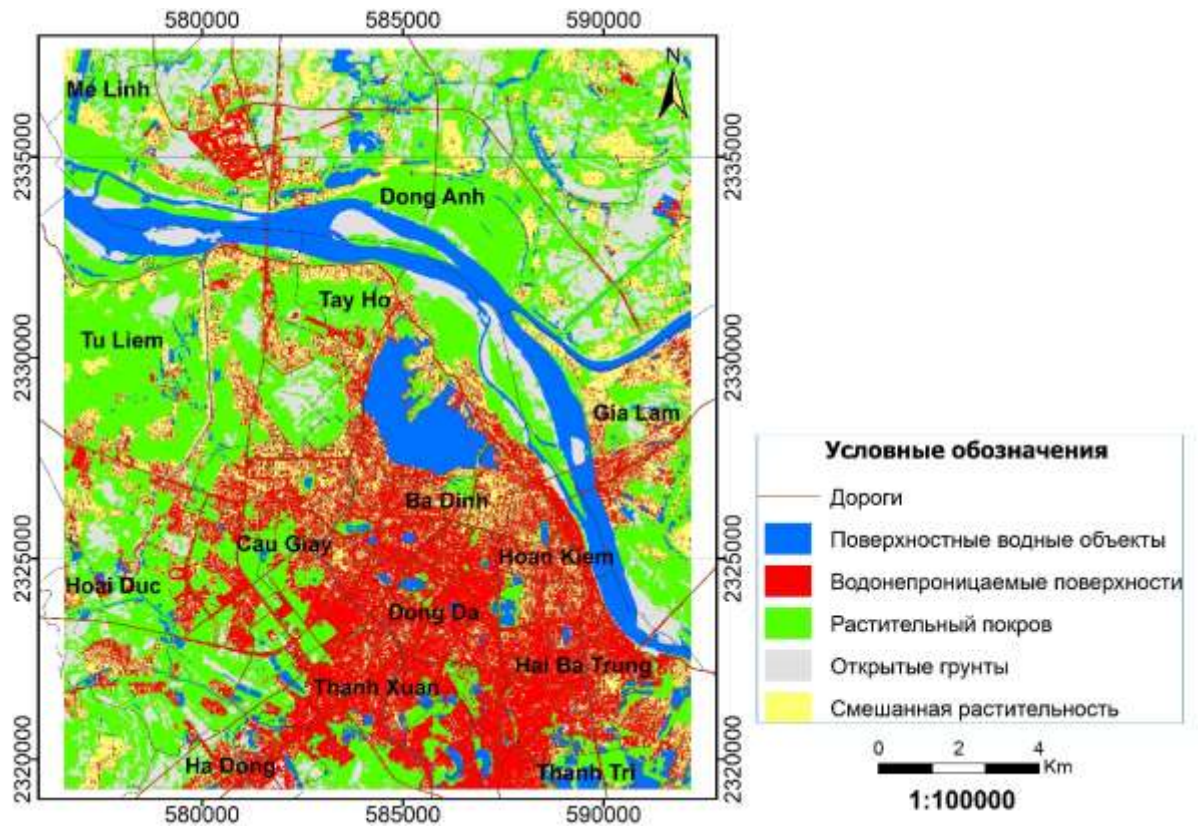 580000 585000 590000
N
Me Linh
2335000 2335000
Dong Anh
Tay Ho
Tu Liem
2330000 2330000
Gia Lam
Ba Dinh
Cau Giay
Hoan Kiem
2325000 2325000
Hoai Duc
Dong Da
Hai Ba Trung
Thanh Xuan
Ha Dong
Thanh Tri
2320000 2320000
580000 585000 590000
Условные обозначения
Дороги
Поверхностные водные объекты
Водонепроницаемые поверхности
Растительный покров
Открытые грунты
Смешанная растительность
0 2 4
Km
1:100000